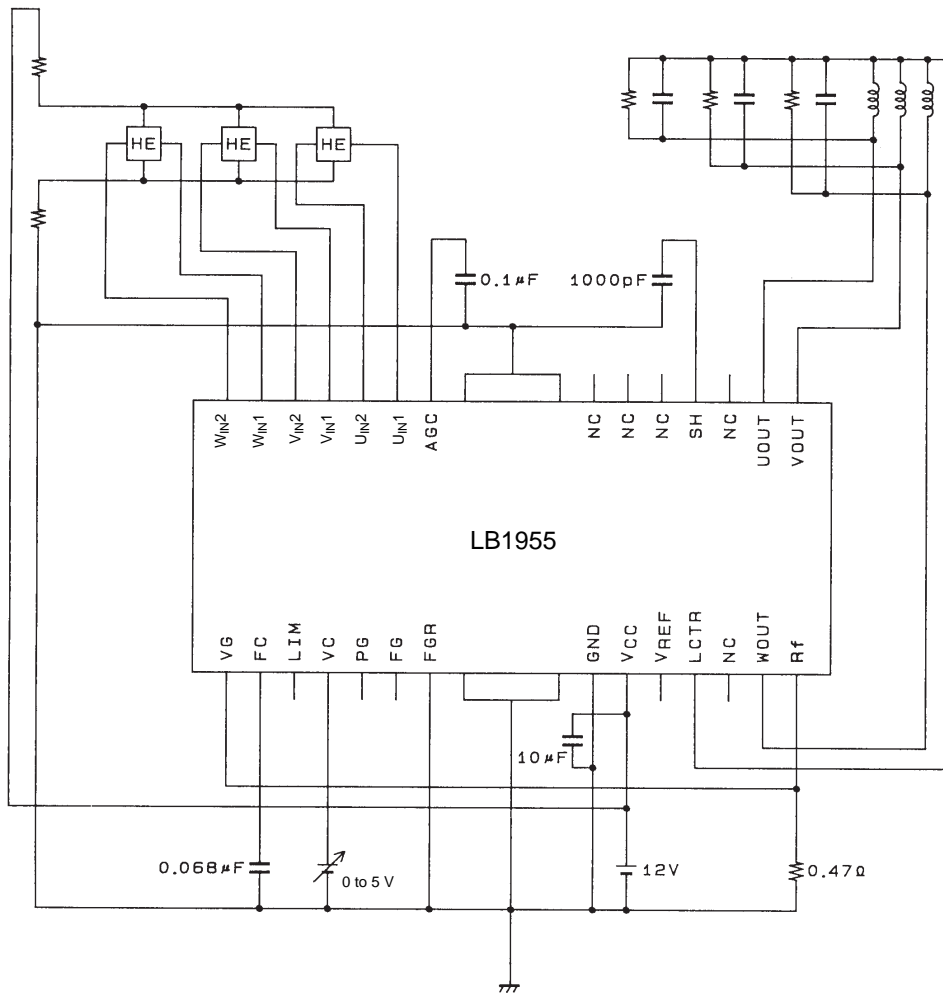 HE HE HE
0.1μF 1000pF
WIN2 WIN1 VIN2 VIN1 UIN2 UIN1 AGC NC NC NC SH NC UOUT VOUT
LB1955
VG FC LIM VC PG FG FGR GND VCC VREF LCTR NC WOUT Rf
10μF
0.068μF 0 to 5 V 12V 0.47Ω